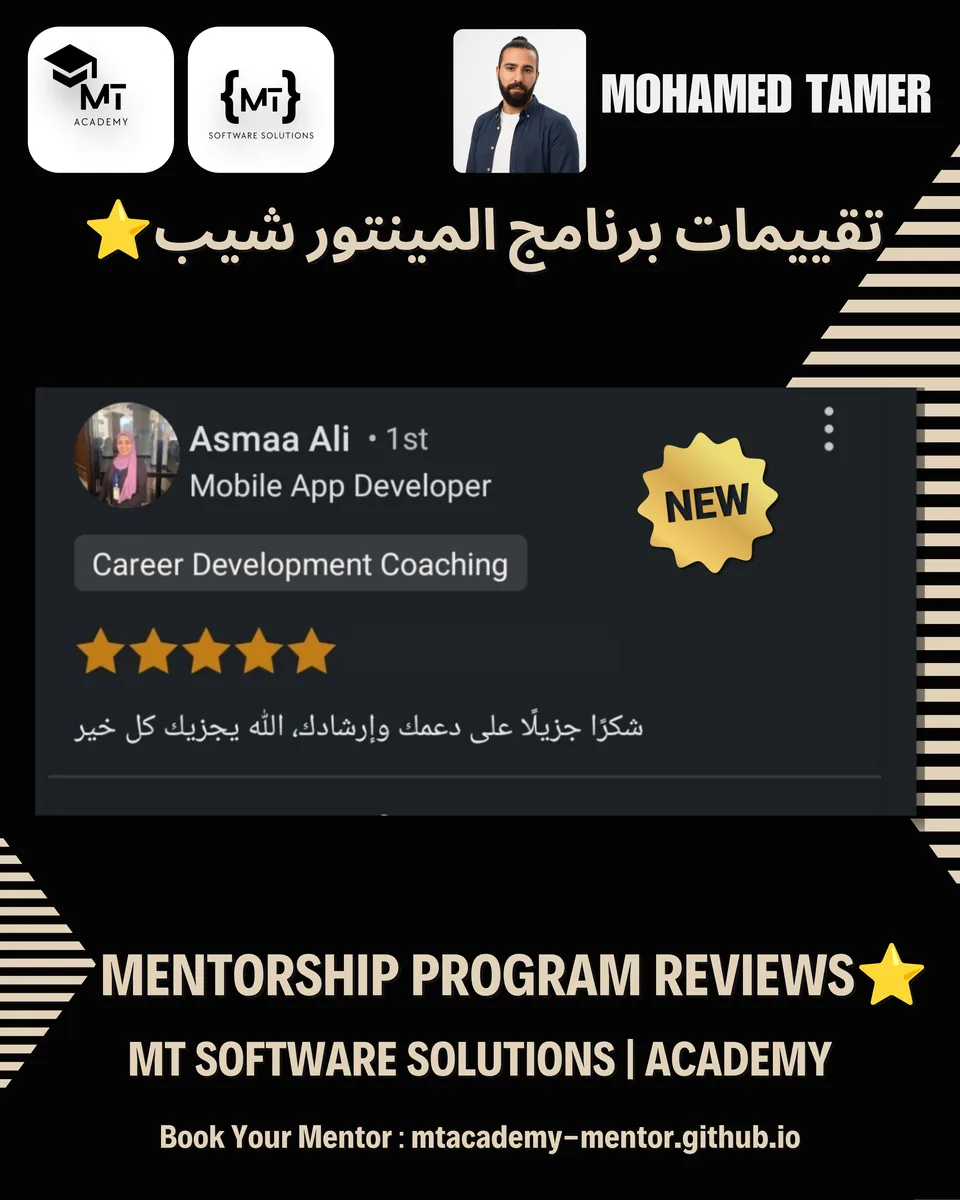 MT
ACADEMY
{MT}
SOFTWARE SOLUTIONS
MOHAMED TAMER
تقييمات برنامج المينتور شيب⭐
Asmaa Ali • 1st
Mobile App Developer
NEW
Career Development Coaching
شكرًا جزيلًا على دعمك وإرشادك، الله يجزيك كل خير
MENTORSHIP PROGRAM REVIEWS⭐
MT SOFTWARE SOLUTIONS | ACADEMY
Book Your Mentor : mtacademy-mentor.github.io